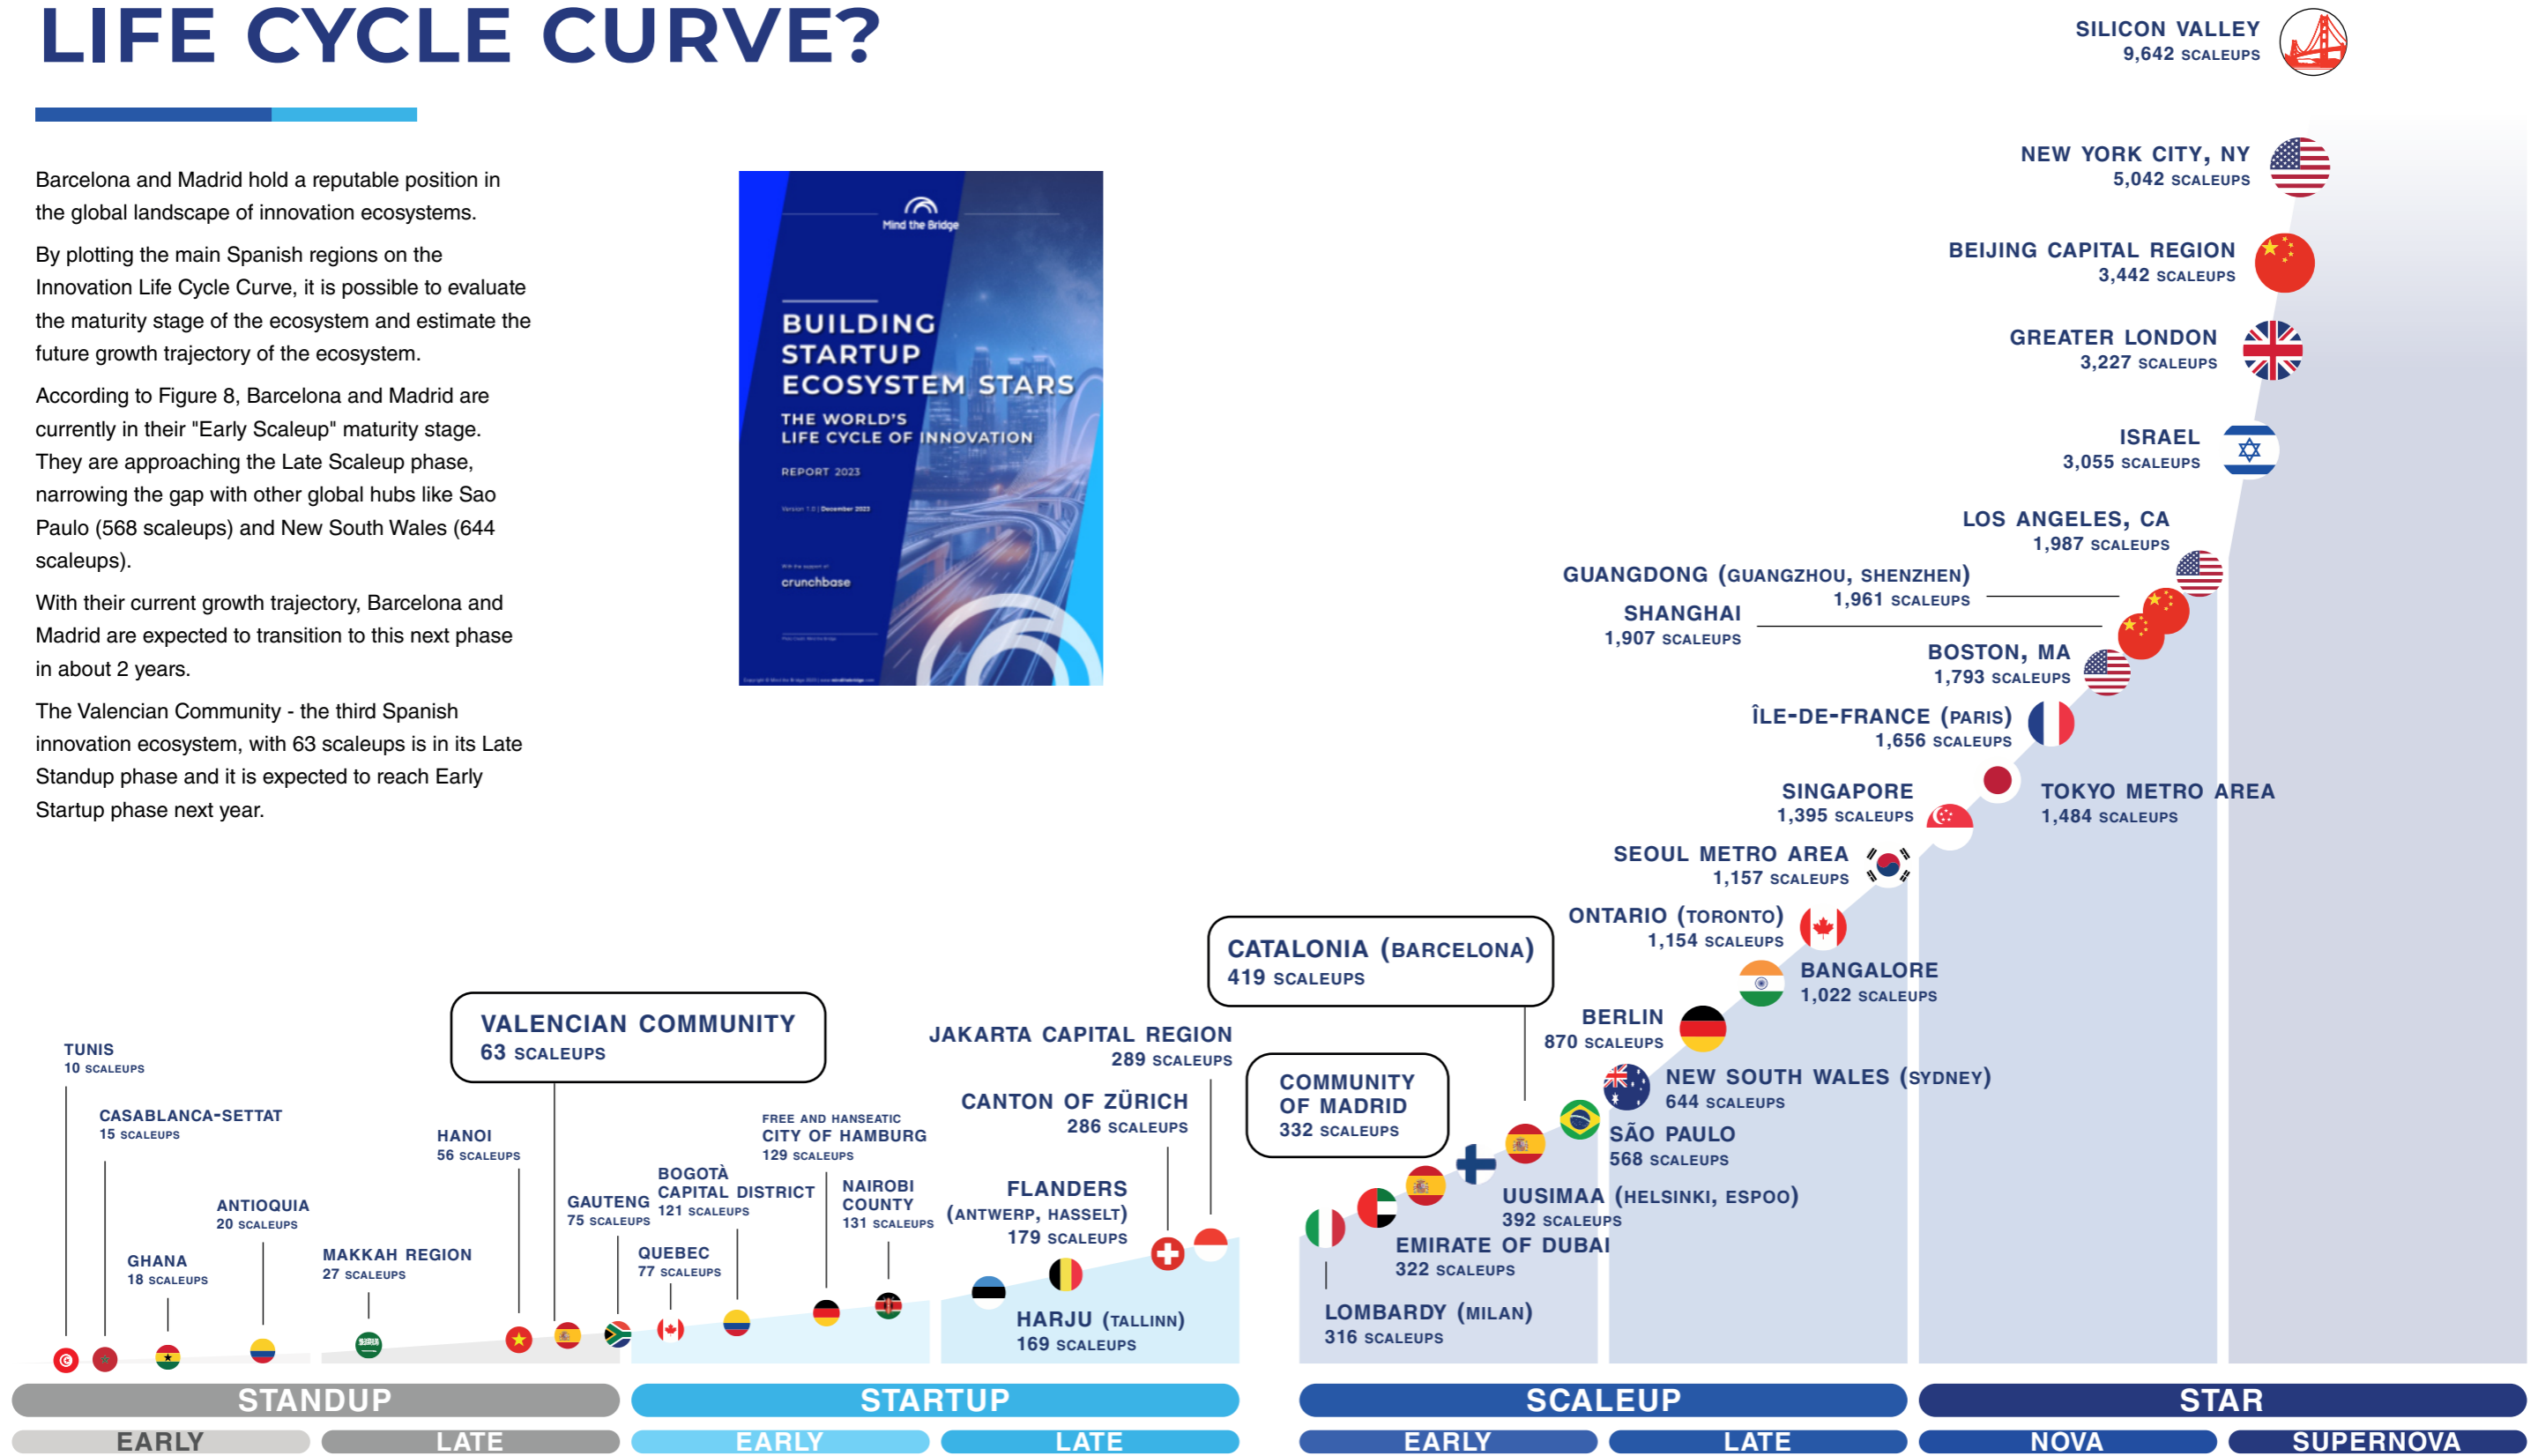 LIFE CYCLE CURVE?
Barcelona and Madrid hold a reputable position in
the global landscape of innovation ecosystems.
By plotting the main Spanish regions on the
Innovation Life Cycle Curve, it is possible to evaluate
the maturity stage of the ecosystem and estimate the
future growth trajectory of the ecosystem.
According to Figure 8, Barcelona and Madrid are
currently in their "Early Scaleup" maturity stage.
They are approaching the Late Scaleup phase,
narrowing the gap with other global hubs like Sao
Paulo (568 scaleups) and New South Wales (644
scaleups).
With their current growth trajectory, Barcelona and
Madrid are expected to transition to this next phase
in about 2 years.
The Valencian Community - the third Spanish
innovation ecosystem, with 63 scaleups is in its Late
Standup phase and it is expected to reach Early
Startup phase next year.
Mind the Bridge
BUILDING
STARTUP
ECOSYSTEM STARS
THE WORLD'S
LIFE CYCLE OF INNOVATION
REPORT 2023
Version 1.0 | December 2023
With the support of
crunchbase
SILICON VALLEY
9,642 SCALEUPS
NEW YORK CITY, NY
5,042 SCALEUPS
BEIJING CAPITAL REGION
3,442 SCALEUPS
GREATER LONDON
3,227 SCALEUPS
ISRAEL
3,055 SCALEUPS
LOS ANGELES, CA
1,987 SCALEUPS
GUANGDONG (GUANGZHOU, SHENZHEN)
1,961 SCALEUPS
SHANGHAI
1,907 SCALEUPS
BOSTON, MA
1,793 SCALEUPS
ÎLE-DE-FRANCE (PARIS)
1,656 SCALEUPS
TOKYO METRO AREA
1,484 SCALEUPS
SINGAPORE
1,395 SCALEUPS
SEOUL METRO AREA
1,157 SCALEUPS
ONTARIO (TORONTO)
1,154 SCALEUPS
BANGALORE
1,022 SCALEUPS
BERLIN
870 SCALEUPS
NEW SOUTH WALES (SYDNEY)
644 SCALEUPS
SÃO PAULO
568 SCALEUPS
CATALONIA (BARCELONA)
419 SCALEUPS
UUSIMAA (HELSINKI, ESPOO)
392 SCALEUPS
COMMUNITY
OF MADRID
332 SCALEUPS
EMIRATE OF DUBAI
322 SCALEUPS
LOMBARDY (MILAN)
316 SCALEUPS
JAKARTA CAPITAL REGION
289 SCALEUPS
CANTON OF ZÜRICH
286 SCALEUPS
FLANDERS
(ANTWERP, HASSELT)
179 SCALEUPS
HARJU (TALLINN)
169 SCALEUPS
NAIROBI
COUNTY
131 SCALEUPS
FREE AND HANSEATIC
CITY OF HAMBURG
129 SCALEUPS
BOGOTÀ
CAPITAL DISTRICT
121 SCALEUPS
QUEBEC
77 SCALEUPS
GAUTENG
75 SCALEUPS
VALENCIAN COMMUNITY
63 SCALEUPS
HANOI
56 SCALEUPS
MAKKAH REGION
27 SCALEUPS
ANTIOQUIA
20 SCALEUPS
GHANA
18 SCALEUPS
CASABLANCA-SETTAT
15 SCALEUPS
TUNIS
10 SCALEUPS
STANDUP
STARTUP
SCALEUP
STAR
EARLY
LATE
EARLY
LATE
EARLY
LATE
NOVA
SUPERNOVA